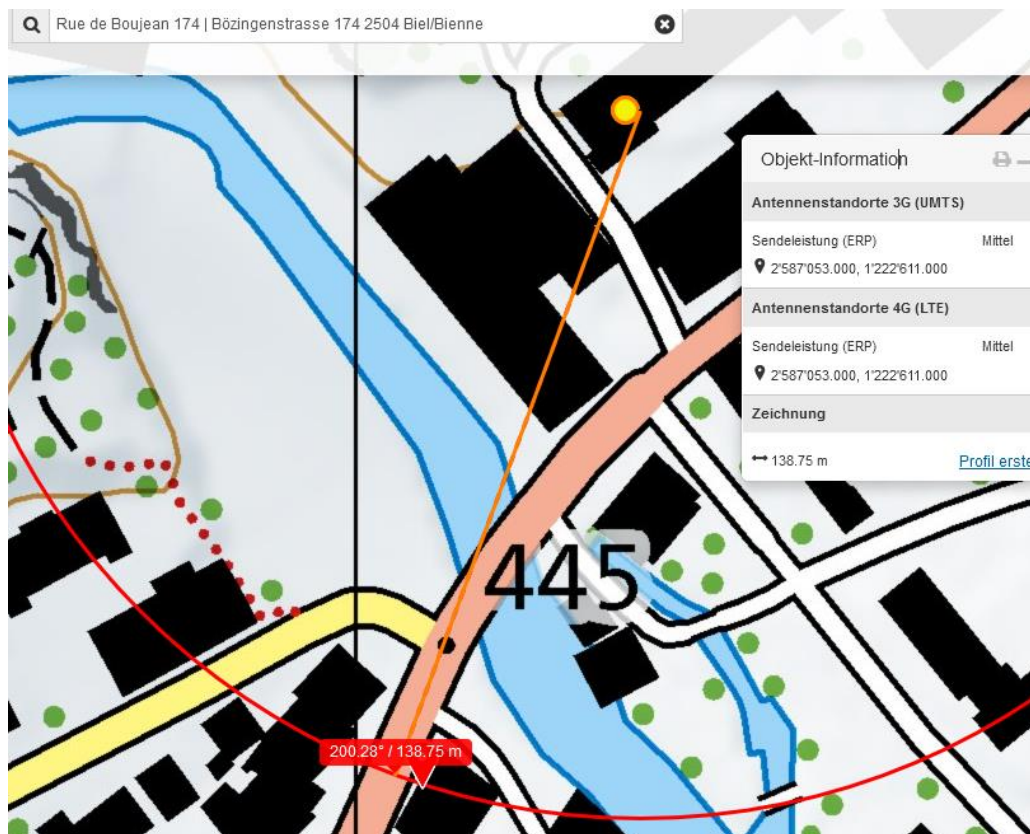 Rue de Boujean 174 | Bözingenstrasse 174 2504 Biel/Bienne
Objekt-Information
Antennenstandorte 3G (UMTS)
Sendeleistung (ERP) Mittel
2'587'053.000, 1'222'611.000
Antennenstandorte 4G (LTE)
Sendeleistung (ERP) Mittel
2'587'053.000, 1'222'611.000
Zeichnung
138.75 m Profil erste
445
200.28° / 138.75 m